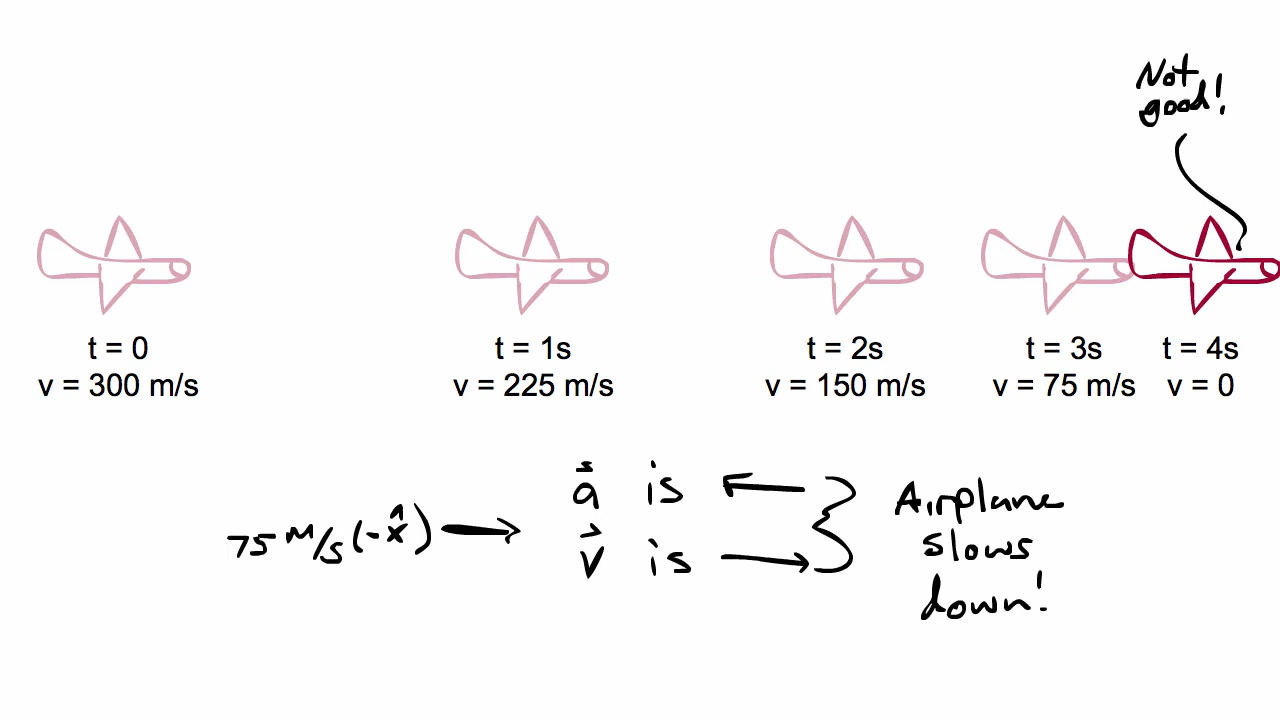 Not
good!
t = 0
v = 300 m/s
t = 1s
v = 225 m/s
t = 2s
v = 150 m/s
t = 3s
v = 75 m/s
t = 4s
v = 0
75 m/s (-x̂) → a⃗ is ←
v⃗ is →
Airplane
slows
down!